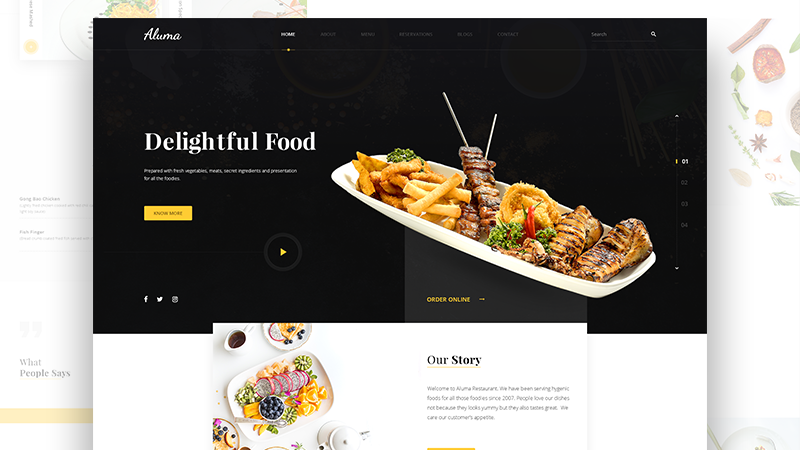 Aluma
HOME
ABOUT
MENU
RESERVATIONS
BLOGS
CONTACT
Search
Delightful Food
Prepared with fresh vegetables, meats, secret ingredients and presentation
for all the foodies.
KNOW MORE
01
02
03
04
ORDER ONLINE
Our Story
Welcome to Aluma Restaurant. We have been serving hygenic
foods for all those foodies since 2007. People love our dishes
not because they looks yummy but they also tastes great. We
care our customer's appetite.
Gong Bao Chicken
Fish Finger
What
People Says